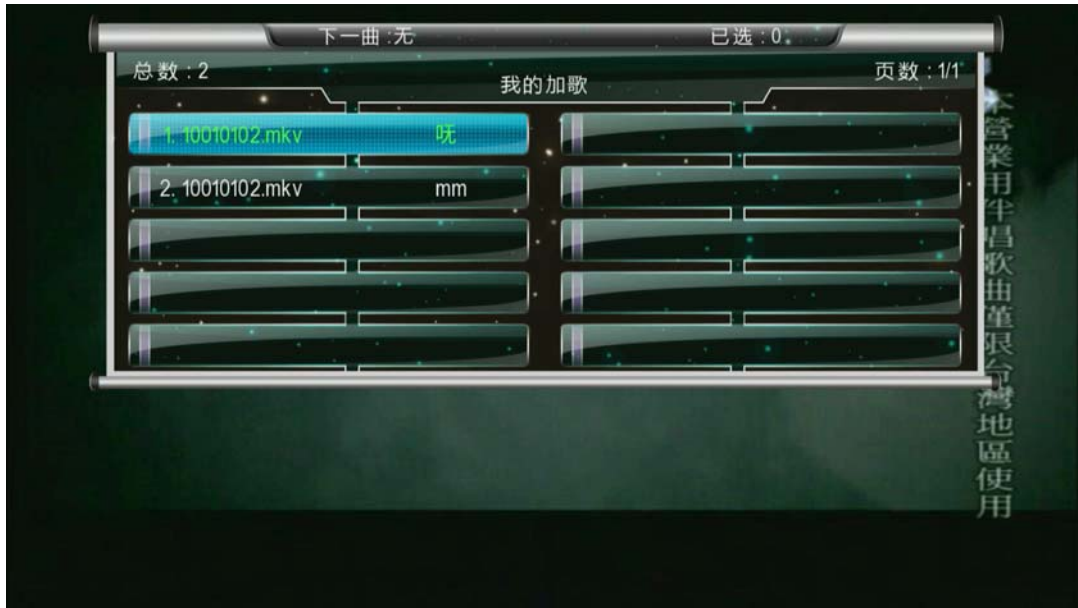 下一曲 :无
已选 : 0
总数 : 2
我的加歌
页数 : 1/1
1. 10010102.mkv 呒
2. 10010102.mkv mm
本營業用伴唱歌曲僅限台灣地區使用